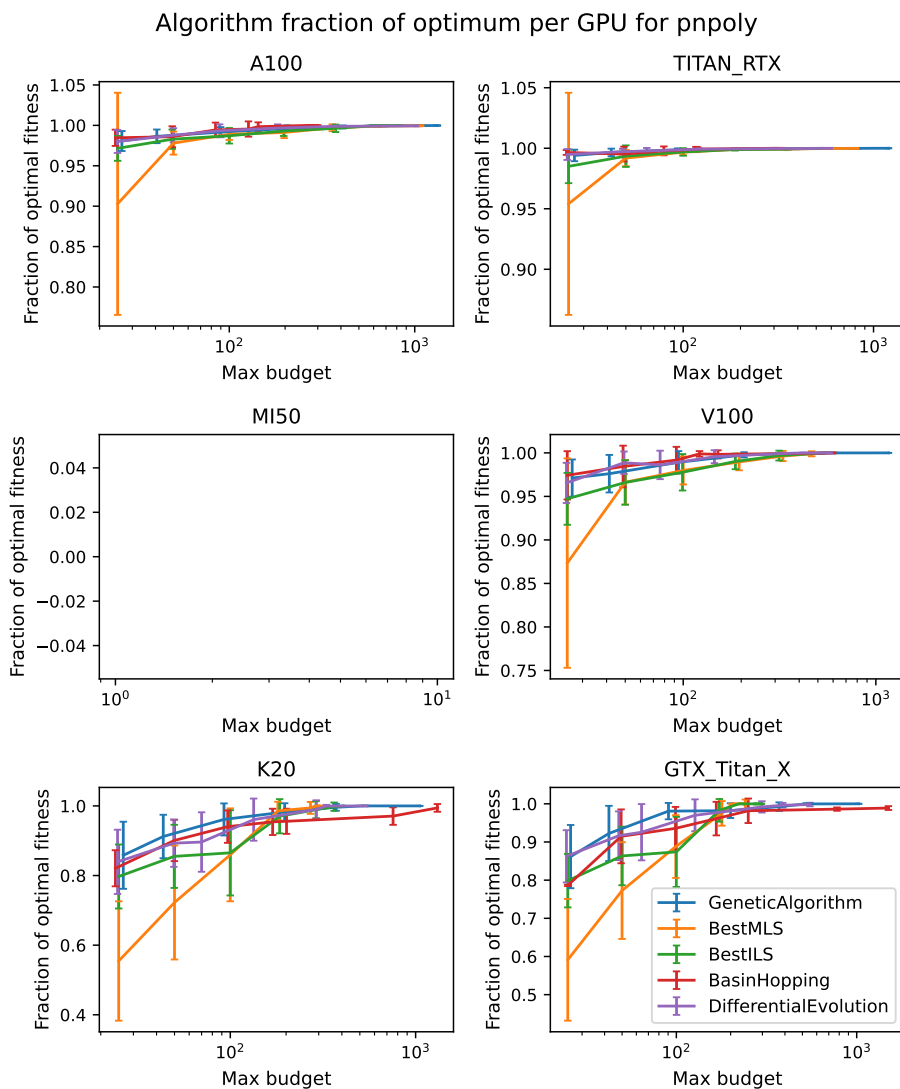 Algorithm fraction of optimum per GPU for pnpoly
A100
Fraction of optimal fitness
1.05
1.00
0.95
0.90
0.85
0.80
10²
10³
Max budget
TITAN_RTX
Fraction of optimal fitness
1.05
1.00
0.95
0.90
10²
10³
Max budget
MI50
Fraction of optimal fitness
0.04
0.02
0.00
−0.02
−0.04
10⁰
10¹
Max budget
V100
Fraction of optimal fitness
1.00
0.95
0.90
0.85
0.80
0.75
10²
10³
Max budget
K20
Fraction of optimal fitness
1.0
0.8
0.6
0.4
10²
10³
Max budget
GTX_Titan_X
Fraction of optimal fitness
1.0
0.9
0.8
0.7
0.6
0.5
GeneticAlgorithm
BestMLS
BestILS
BasinHopping
DifferentialEvolution
10²
10³
Max budget